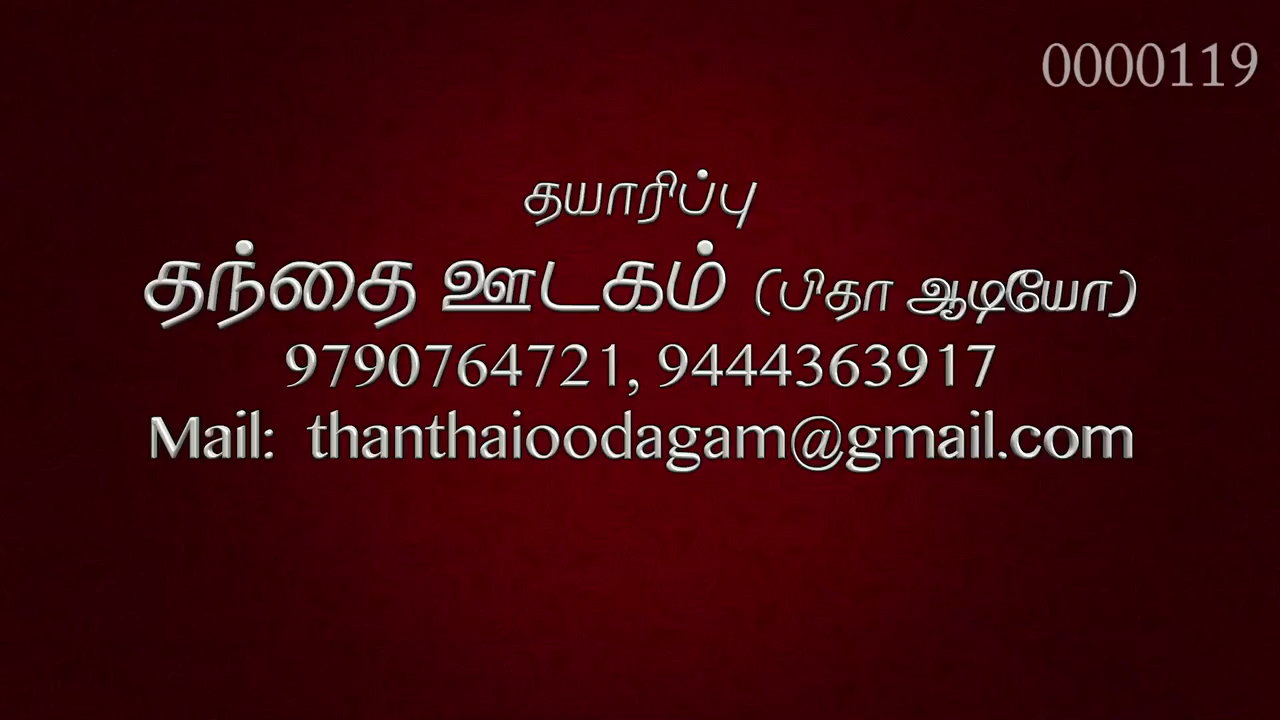 0000119
தயாரிப்பு
தந்தை ஊடகம் (பிதா ஆடியோ)
9790764721, 9444363917
Mail: thanthaioodagam@gmail.com